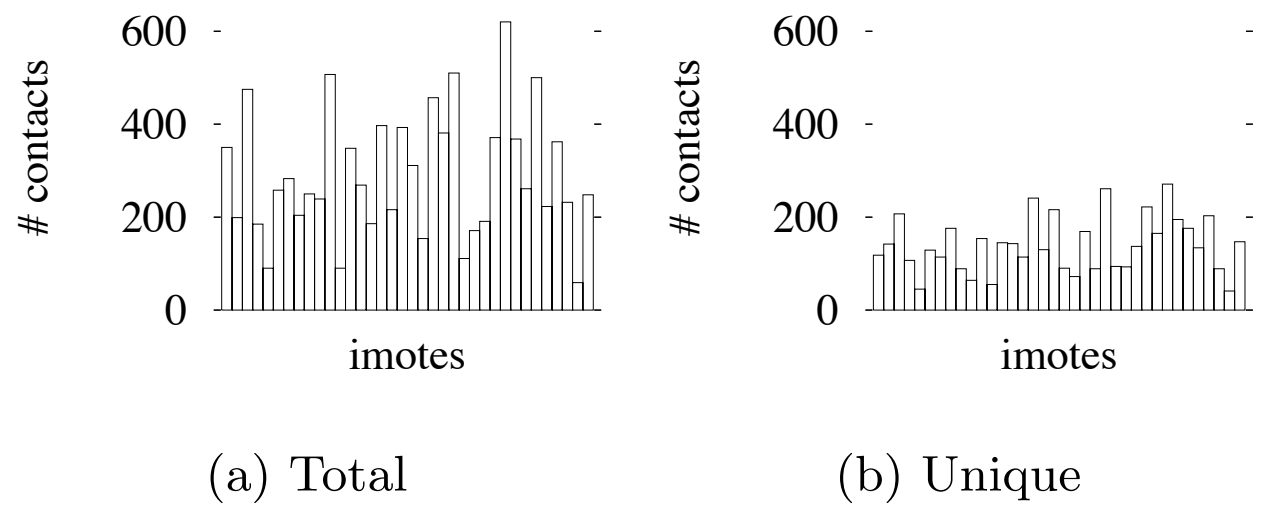 600
400
200
0
# contacts
imotes
(a) Total
600
400
200
0
# contacts
imotes
(b) Unique